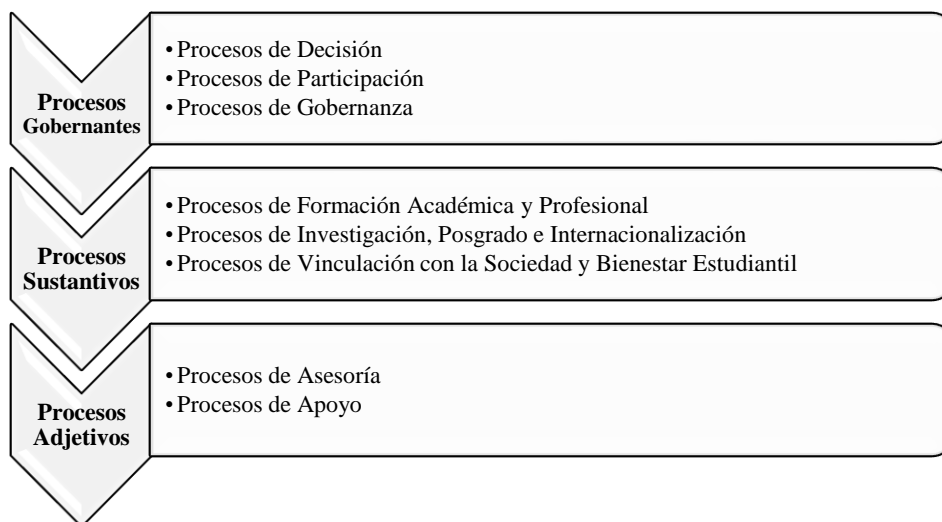 Procesos
Gobernantes
• Procesos de Decisión
• Procesos de Participación
• Procesos de Gobernanza
Procesos
Sustantivos
• Procesos de Formación Académica y Profesional
• Procesos de Investigación, Posgrado e Internacionalización
• Procesos de Vinculación con la Sociedad y Bienestar Estudiantil
Procesos
Adjetivos
• Procesos de Asesoría
• Procesos de Apoyo